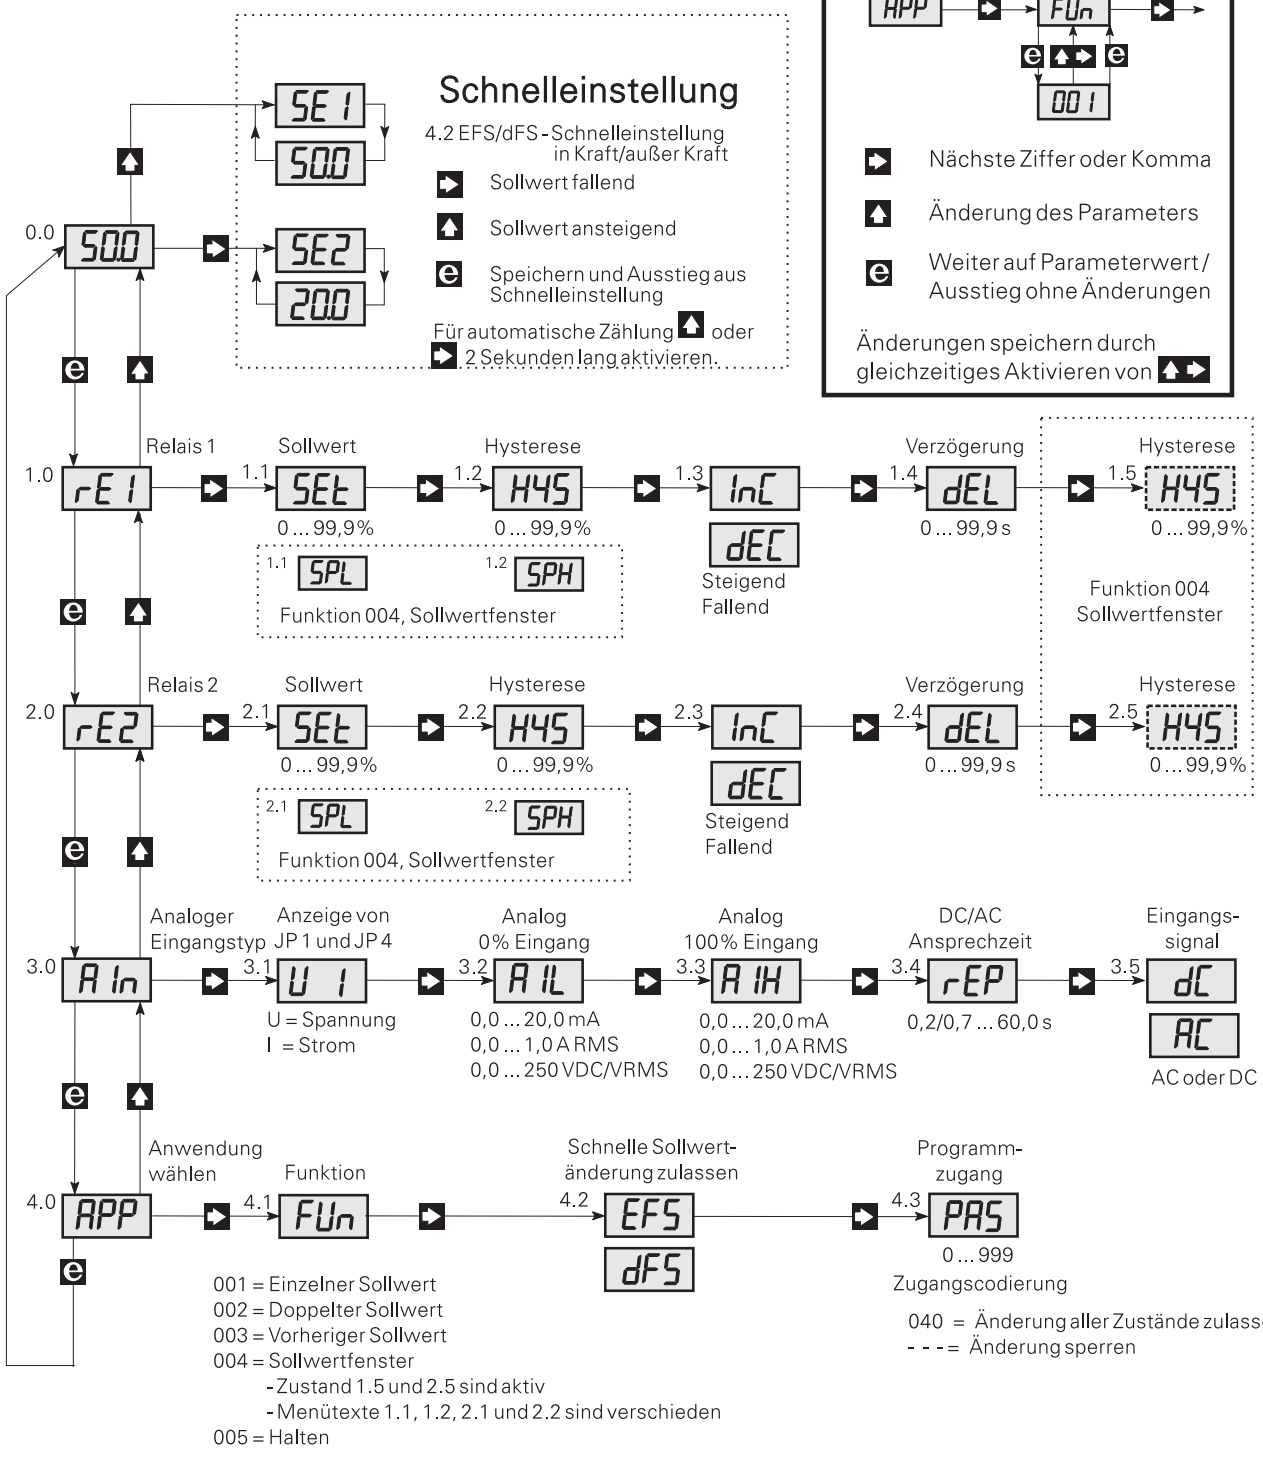 APP
FUn
e
e
001
Nächste Ziffer oder Komma
Änderung des Parameters
e
Weiter auf Parameterwert /
Ausstieg ohne Änderungen
Änderungen speichern durch
gleichzeitiges Aktivieren von
Schnelleinstellung
4.2 EFS/dFS - Schnelleinstellung
in Kraft/außer Kraft
Sollwert fallend
Sollwert ansteigend
e
Speichern und Ausstieg aus
Schnelleinstellung
Für automatische Zählung oder
2 Sekunden lang aktivieren.
SE1
50.0
SE2
20.0
0.0
50.0
e
Relais 1 Sollwert Hysterese Verzögerung Hysterese
1.0 rE1 1.1 SEt 1.2 HYS 1.3 InC 1.4 dEL 1.5 HYS
0 ... 99,9% 0 ... 99,9% 0 ... 99,9 s 0 ... 99,9%
dEC
Steigend
Fallend
1.1 SPL 1.2 SPH
Funktion 004, Sollwertfenster
Funktion 004
Sollwertfenster
e
Relais 2 Sollwert Hysterese Verzögerung Hysterese
2.0 rE2 2.1 SEt 2.2 HYS 2.3 InC 2.4 dEL 2.5 HYS
0 ... 99,9% 0 ... 99,9% 0 ... 99,9 s 0 ... 99,9%
dEC
Steigend
Fallend
2.1 SPL 2.2 SPH
Funktion 004, Sollwertfenster
e
Analoger Anzeige von Analog Analog DC/AC Eingangs-
Eingangstyp JP 1 und JP 4 0% Eingang 100% Eingang Ansprechzeit signal
3.0 AIn 3.1 U 1 3.2 AIL 3.3 AIH 3.4 rEP 3.5 dC
AC
AC oder DC
U = Spannung
I = Strom
0,0 ... 20,0 mA
0,0 ... 1,0 A RMS
0,0 ... 250 VDC/VRMS
0,0 ... 20,0 mA
0,0 ... 1,0 A RMS
0,0 ... 250 VDC/VRMS
0,2/0,7 ... 60,0 s
e
Anwendung
wählen
Funktion
Schnelle Sollwert-
änderung zulassen
Programm-
zugang
4.0 APP 4.1 FUn 4.2 EFS 4.3 PAS
dFS
0 ... 999
Zugangscodierung
040 = Änderung aller Zustände zulass
- - - = Änderung sperren
e
001 = Einzelner Sollwert
002 = Doppelter Sollwert
003 = Vorheriger Sollwert
004 = Sollwertfenster
- Zustand 1.5 und 2.5 sind aktiv
- Menütexte 1.1, 1.2, 2.1 und 2.2 sind verschieden
005 = Halten